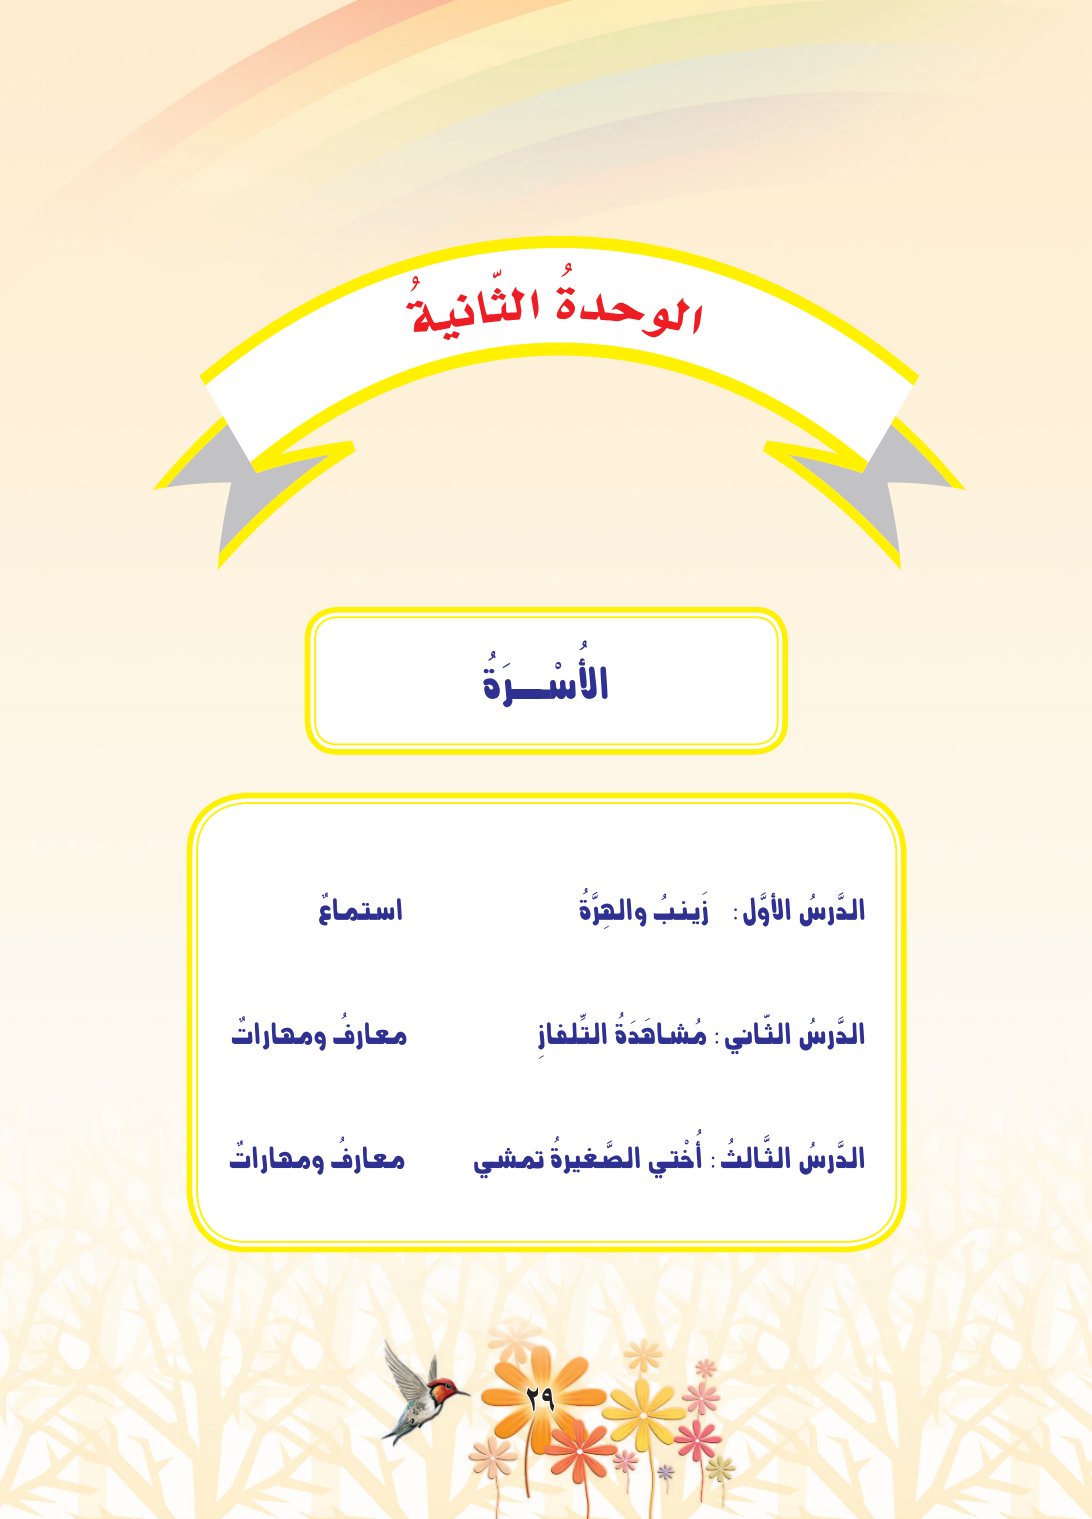 الوحدةُ الثّانيةُ
الأُسْـــرَةُ
الدَّرسُ الأوَّل: زَينبُ والهِرَّةُ استماعٌ
الدَّرسُ الثّاني: مُشاهَدَةُ التِّلفازِ معارفُ ومهاراتٌ
الدَّرسُ الثَّالثُ: أُخْتي الصَّغيرةُ تمشي معارفُ ومهاراتٌ
٢٩